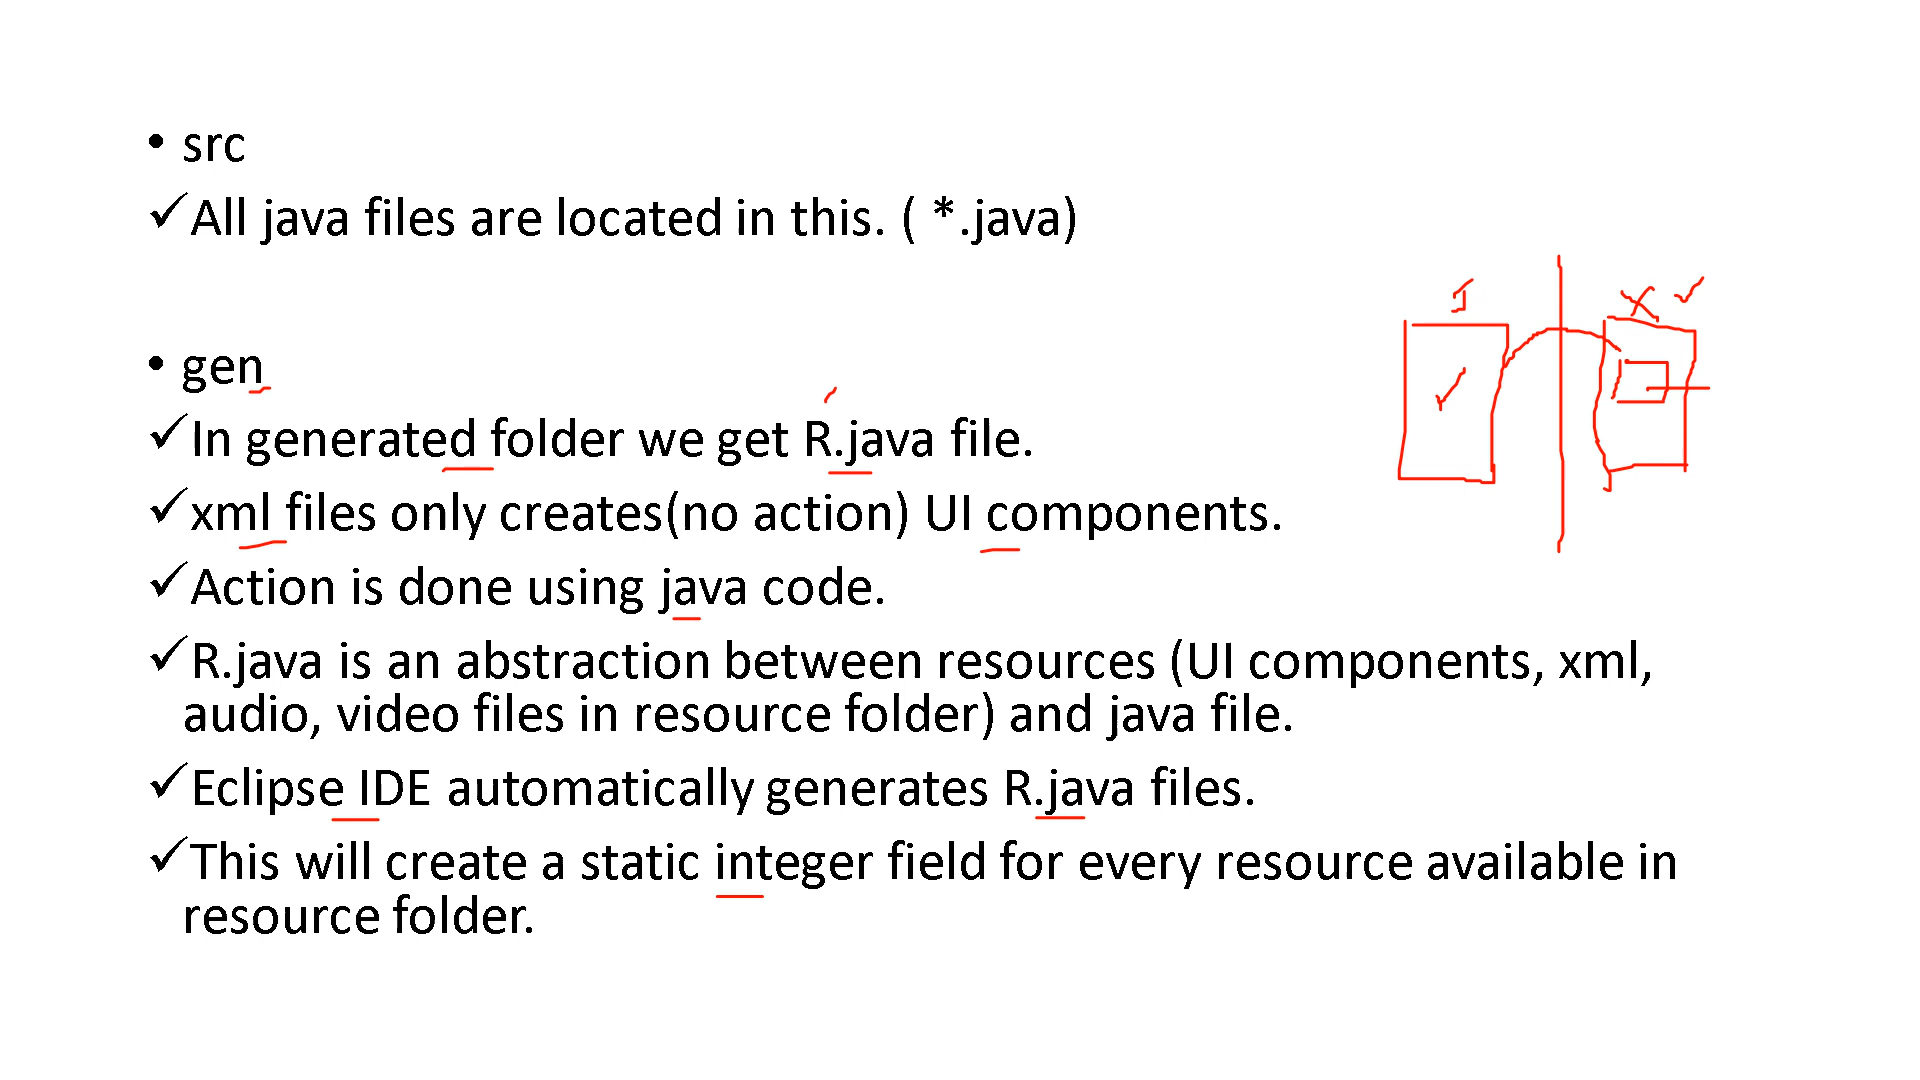 • src
✓All java files are located in this. ( *.java)
J
X
• gen
✓In generated folder we get R.java file.
✓xml files only creates(no action) UI components.
✓Action is done using java code.
✓R.java is an abstraction between resources (UI components, xml,
audio, video files in resource folder) and java file.
✓Eclipse IDE automatically generates R.java files.
✓This will create a static integer field for every resource available in
resource folder.